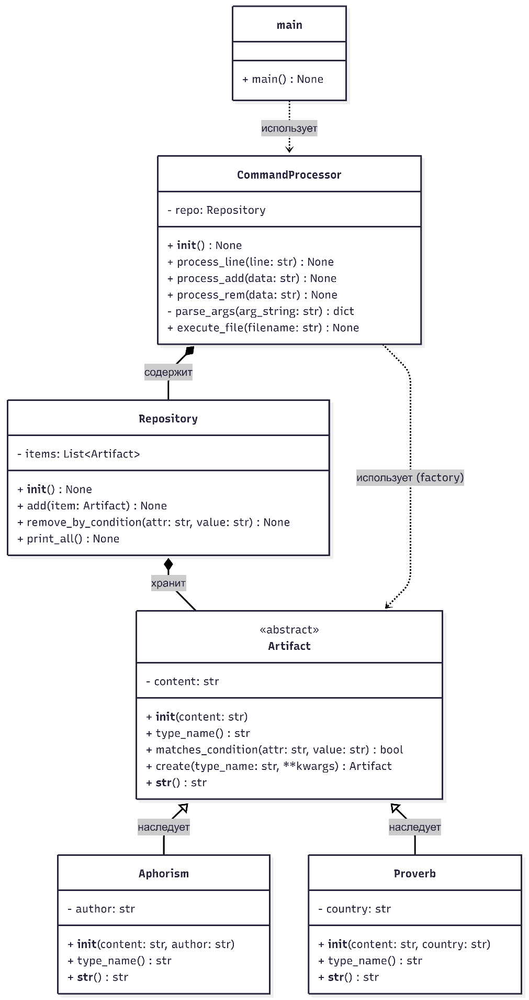 main
+ main() : None
использует
CommandProcessor
- repo: Repository
+ init() : None
+ process_line(line: str) : None
+ process_add(data: str) : None
+ process_rem(data: str) : None
- parse_args(arg_string: str) : dict
+ execute_file(filename: str) : None
содержит
Repository
- items: List<Artifact>
+ init() : None
+ add(item: Artifact) : None
+ remove_by_condition(attr: str, value: str) : None
+ print_all() : None
использует (factory)
хранит
«abstract»
Artifact
- content: str
+ init(content: str)
+ type_name() : str
+ matches_condition(attr: str, value: str) : bool
+ create(type_name: str, **kwargs) : Artifact
+ str() : str
наследует
наследует
Aphorism
- author: str
+ init(content: str, author: str)
+ type_name() : str
+ str() : str
Proverb
- country: str
+ init(content: str, country: str)
+ type_name() : str
+ str() : str